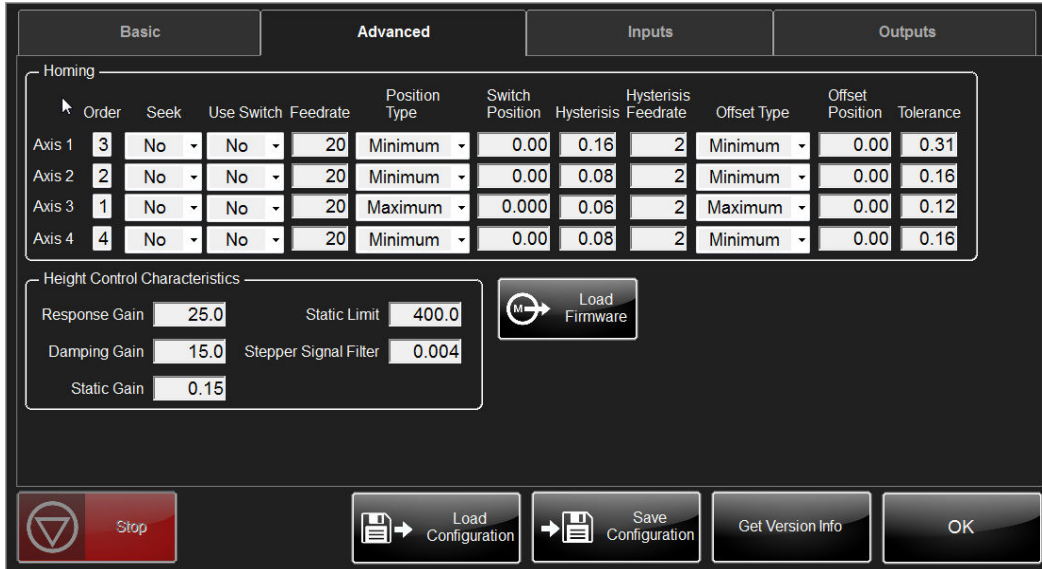 Basic Advanced Inputs Outputs
Homing
Order Seek Use Switch Feedrate Position Type Switch Position Hysterisis Hysterisis Feedrate Offset Type Offset Position Tolerance
Axis 1 3 No No 20 Minimum 0.00 0.16 2 Minimum 0.00 0.31
Axis 2 2 No No 20 Minimum 0.00 0.08 2 Minimum 0.00 0.16
Axis 3 1 No No 20 Maximum 0.000 0.06 2 Maximum 0.00 0.12
Axis 4 4 No No 20 Minimum 0.00 0.08 2 Minimum 0.00 0.16
Height Control Characteristics
Response Gain 25.0 Static Limit 400.0
Damping Gain 15.0 Stepper Signal Filter 0.004
Static Gain 0.15
M
Load
Firmware
Stop
Load
Configuration
Save
Configuration
Get Version Info
OK